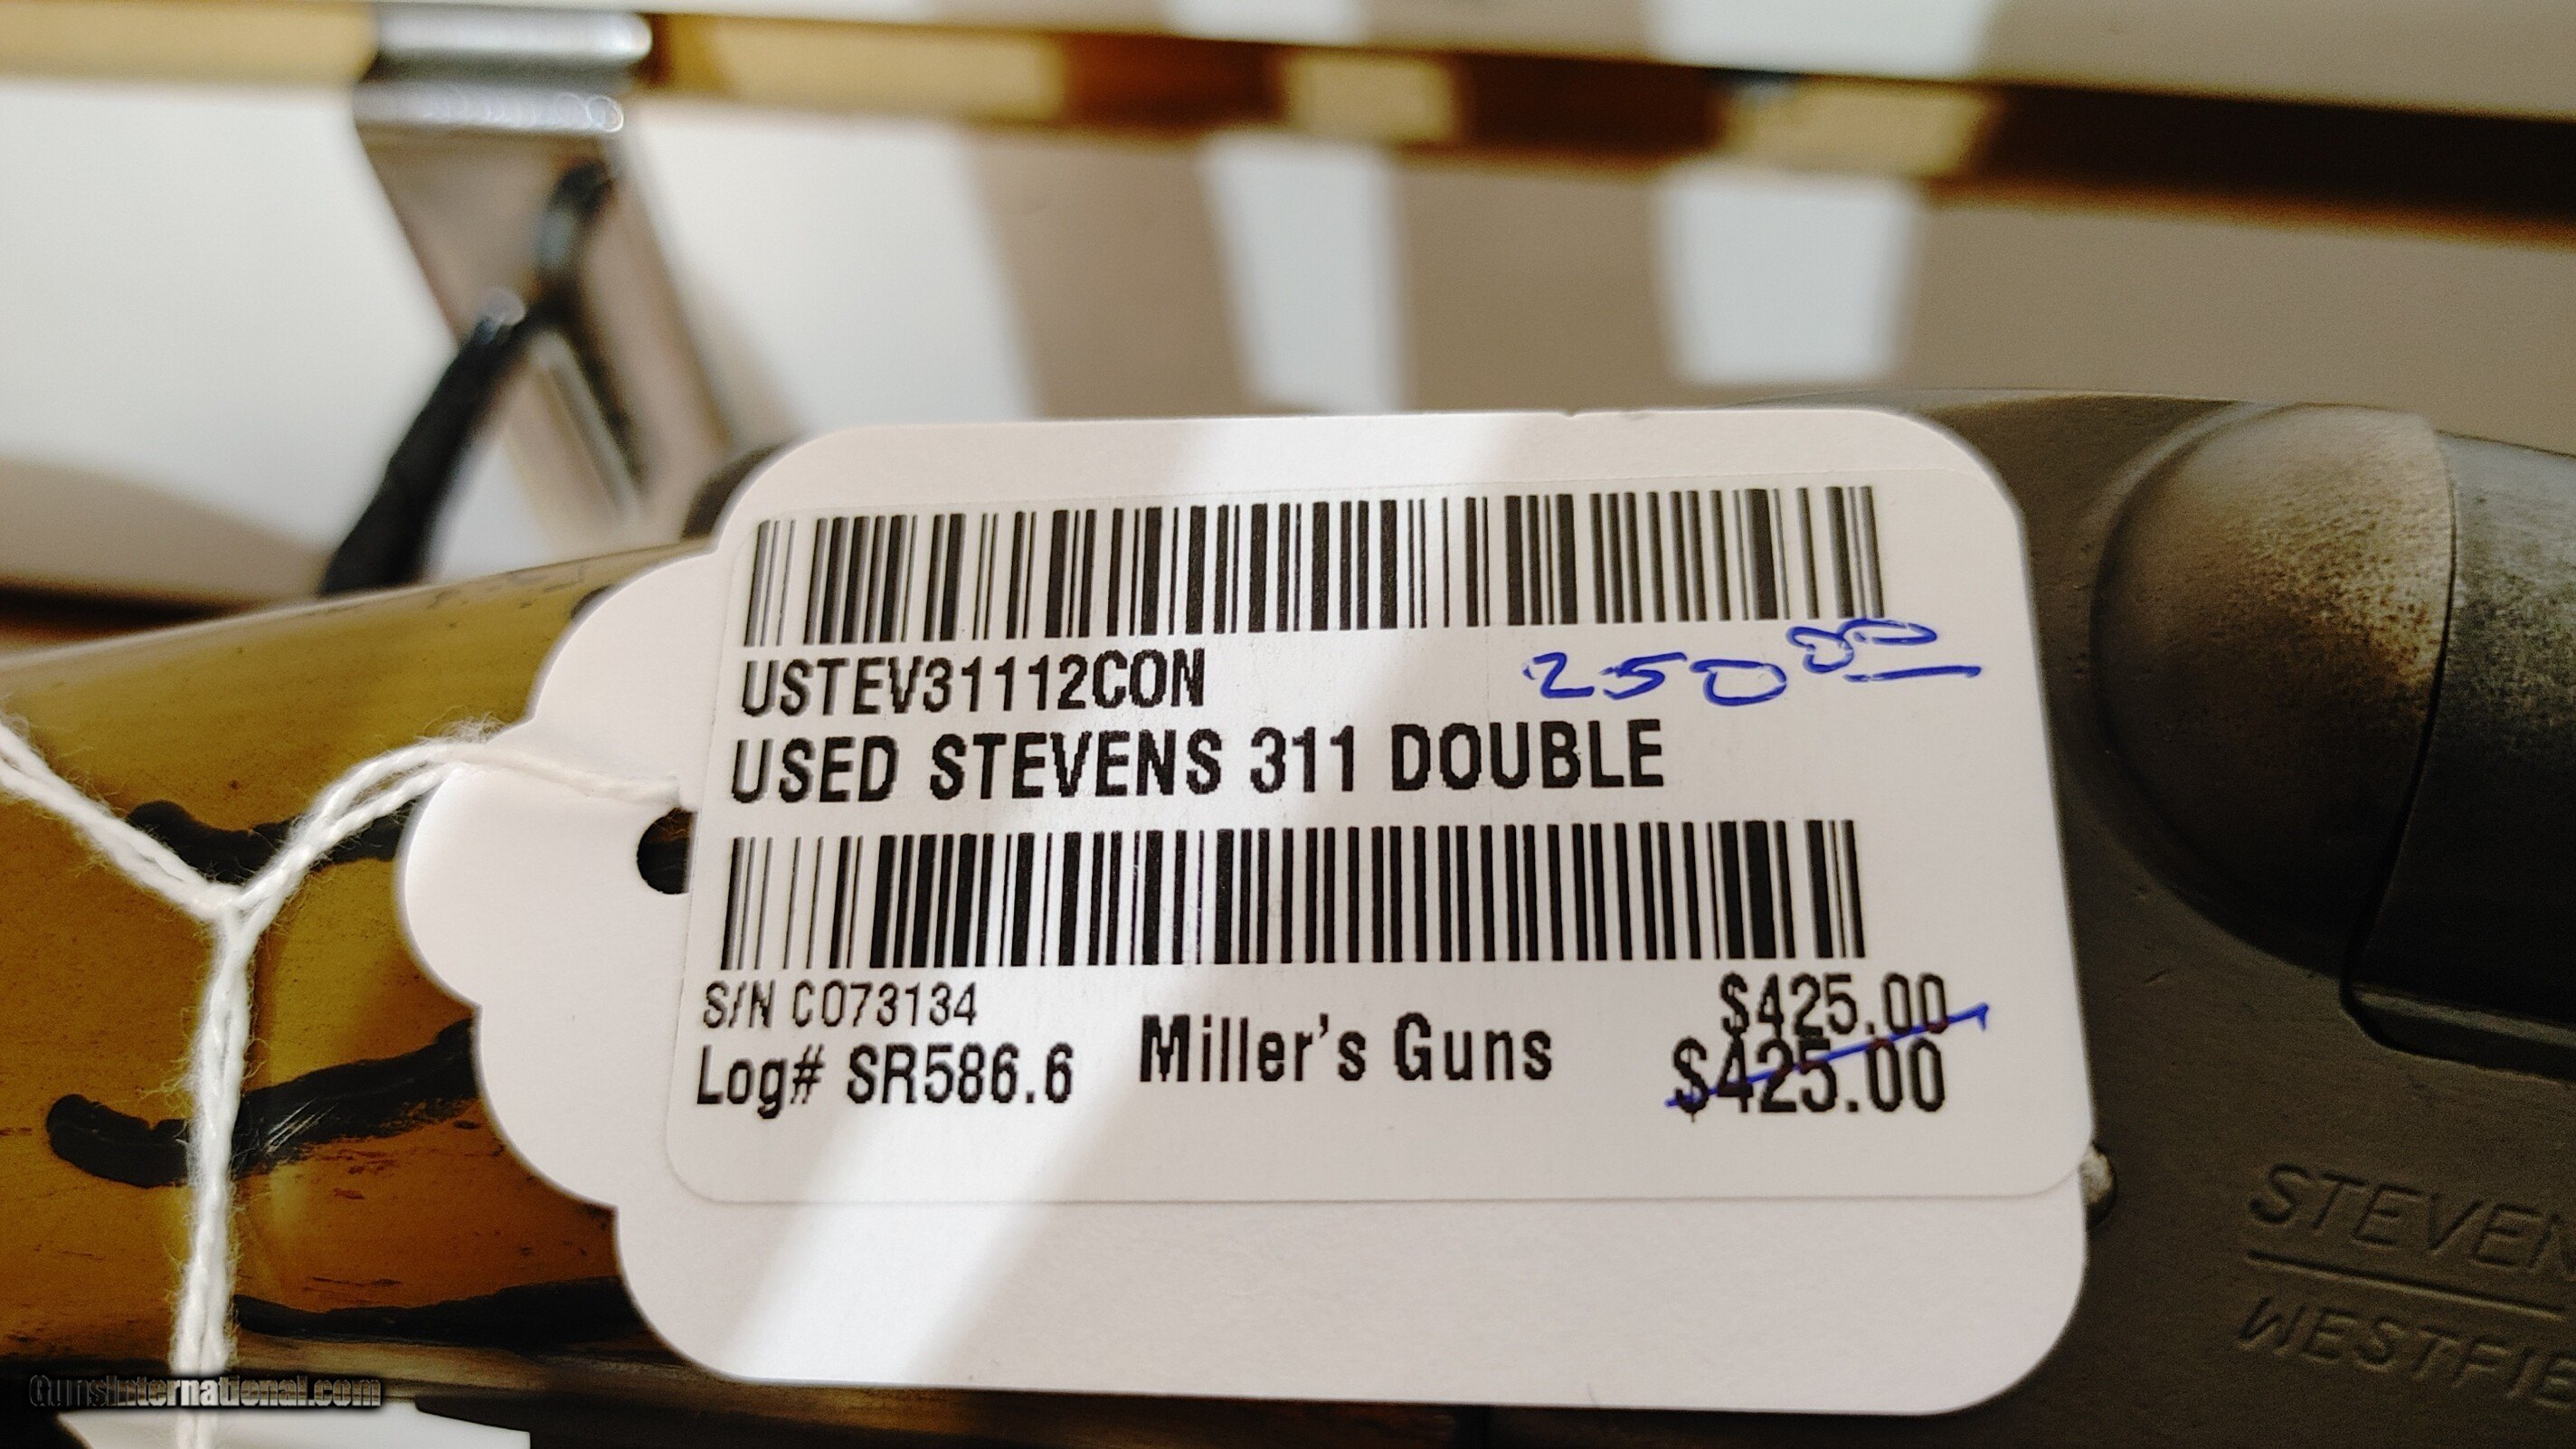 USTEV31112CON
250 00
USED STEVENS 311 DOUBLE
S/N C073134
$425.00
Log# SR586.6
Miller's Guns
$425.00
STEVEN
WESTFIE
GunsInternational.com